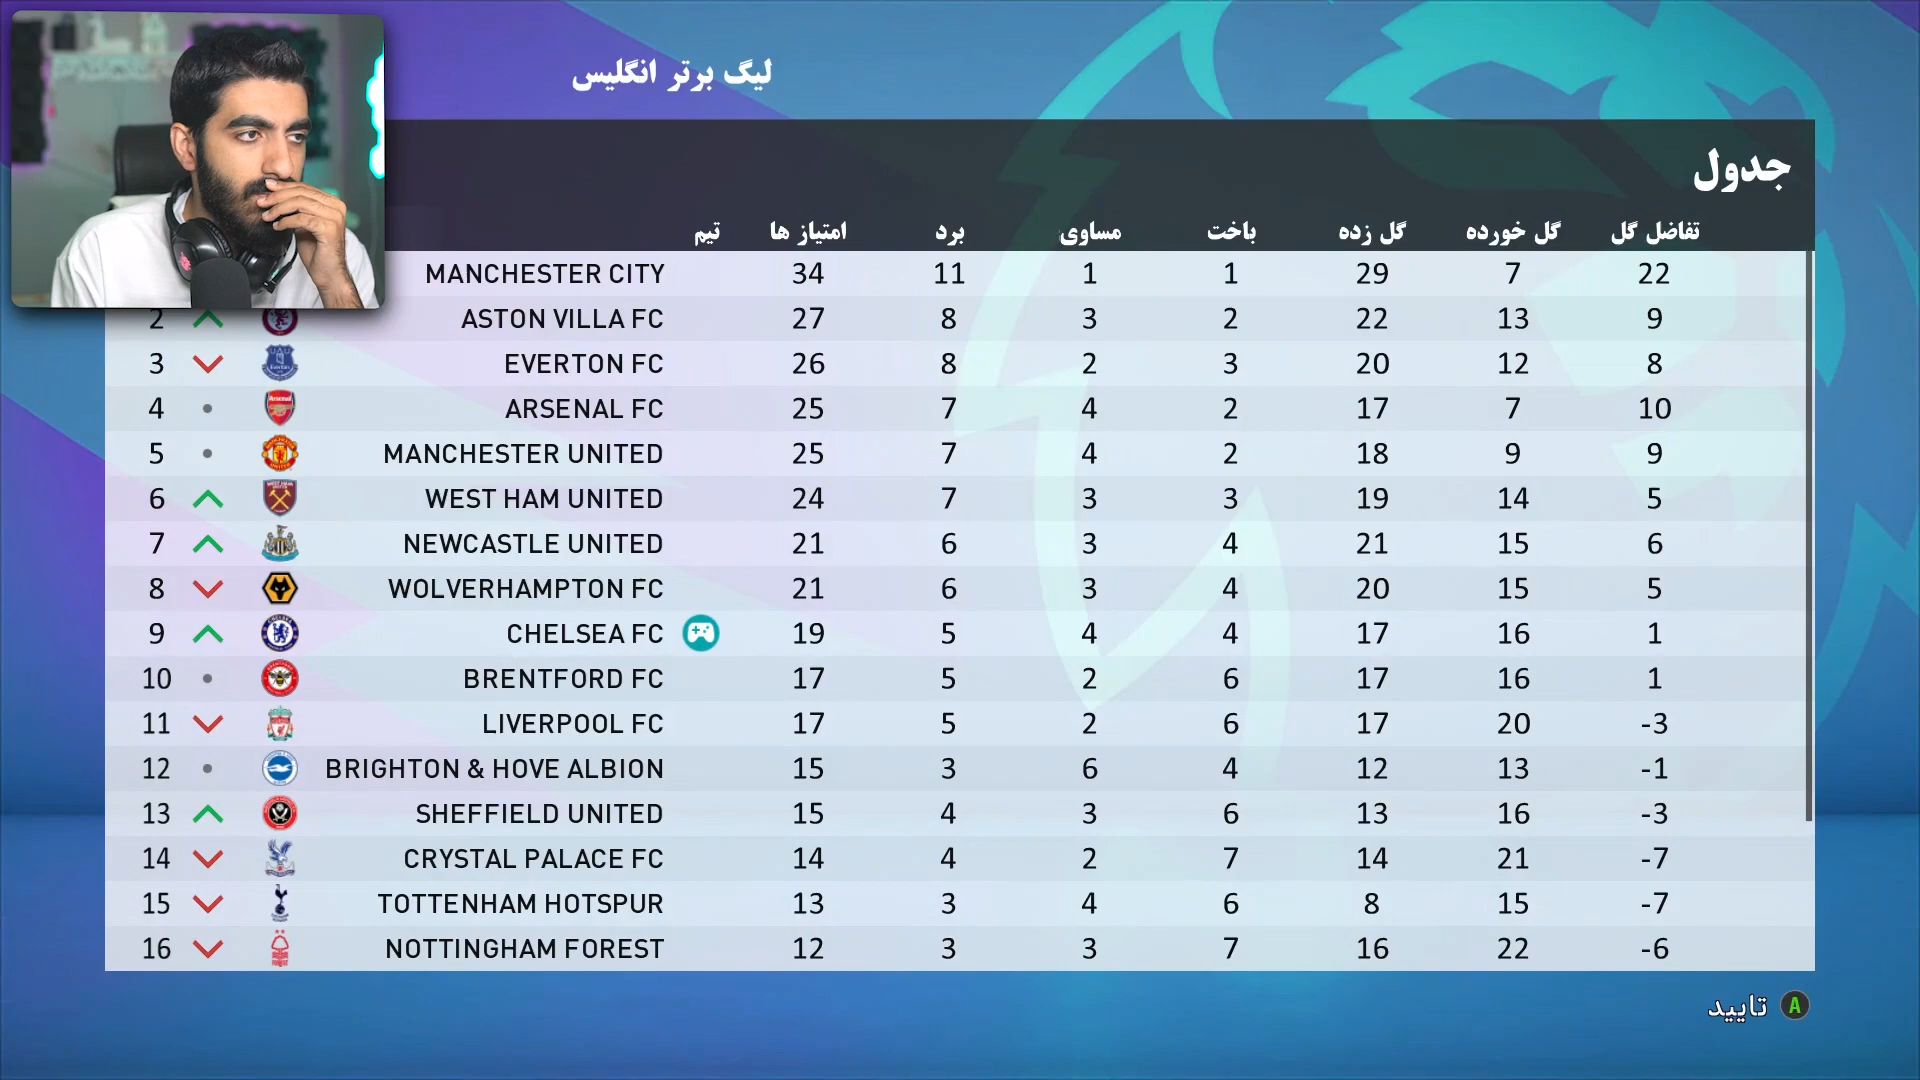 لیگ برتر انگلیس
جدول
تیم امتیاز ها برد مساوی باخت گل زده گل خورده تفاضل گل
MANCHESTER CITY 34 11 1 1 29 7 22
2 ASTON VILLA FC 27 8 3 2 22 13 9
3 EVERTON FC 26 8 2 3 20 12 8
4 ARSENAL FC 25 7 4 2 17 7 10
5 MANCHESTER UNITED 25 7 4 2 18 9 9
6 WEST HAM UNITED 24 7 3 3 19 14 5
7 NEWCASTLE UNITED 21 6 3 4 21 15 6
8 WOLVERHAMPTON FC 21 6 3 4 20 15 5
9 CHELSEA FC 19 5 4 4 17 16 1
10 BRENTFORD FC 17 5 2 6 17 16 1
11 LIVERPOOL FC 17 5 2 6 17 20 -3
12 BRIGHTON & HOVE ALBION 15 3 6 4 12 13 -1
13 SHEFFIELD UNITED 15 4 3 6 13 16 -3
14 CRYSTAL PALACE FC 14 4 2 7 14 21 -7
15 TOTTENHAM HOTSPUR 13 3 4 6 8 15 -7
16 NOTTINGHAM FOREST 12 3 3 7 16 22 -6
تایید A